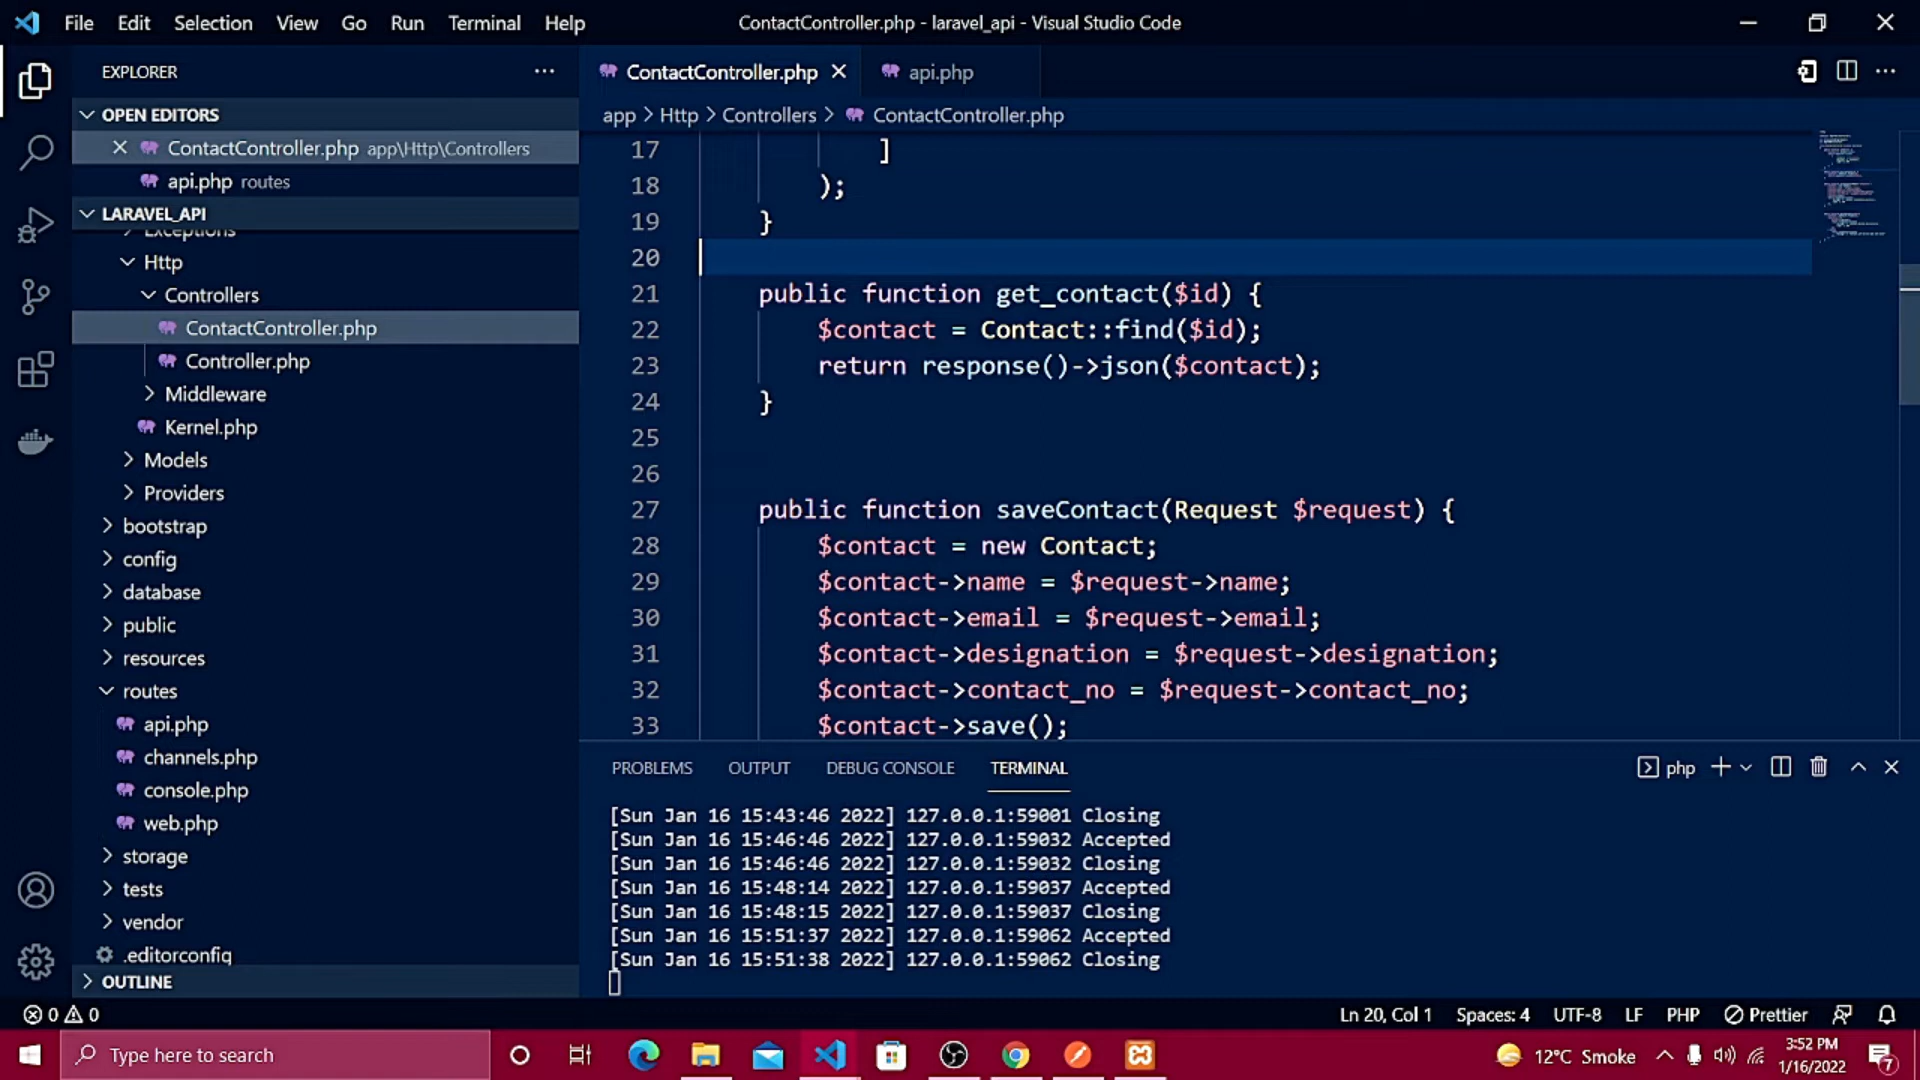 File Edit Selection View Go Run Terminal Help
ContactController.php - laravel_api - Visual Studio Code
EXPLORER
OPEN EDITORS
ContactController.php app\Http\Controllers
api.php routes
LARAVEL_API
Exceptions
Http
Controllers
ContactController.php
Controller.php
Middleware
Kernel.php
Models
Providers
bootstrap
config
database
public
resources
routes
api.php
channels.php
console.php
web.php
storage
tests
vendor
.editorconfig
OUTLINE
ContactController.php api.php
app > Http > Controllers > ContactController.php
17 ]
18 );
19 }
20
21 public function get_contact($id) {
22 $contact = Contact::find($id);
23 return response()->json($contact);
24 }
25
26
27 public function saveContact(Request $request) {
28 $contact = new Contact;
29 $contact->name = $request->name;
30 $contact->email = $request->email;
31 $contact->designation = $request->designation;
32 $contact->contact_no = $request->contact_no;
33 $contact->save();
PROBLEMS OUTPUT DEBUG CONSOLE TERMINAL
php
[Sun Jan 16 15:43:46 2022] 127.0.0.1:59001 Closing
[Sun Jan 16 15:46:46 2022] 127.0.0.1:59032 Accepted
[Sun Jan 16 15:46:46 2022] 127.0.0.1:59032 Closing
[Sun Jan 16 15:48:14 2022] 127.0.0.1:59037 Accepted
[Sun Jan 16 15:48:15 2022] 127.0.0.1:59037 Closing
[Sun Jan 16 15:51:37 2022] 127.0.0.1:59062 Accepted
[Sun Jan 16 15:51:38 2022] 127.0.0.1:59062 Closing
0 0
Ln 20, Col 1 Spaces: 4 UTF-8 LF PHP Prettier
Type here to search
12°C Smoke
3:52 PM
1/16/2022
7